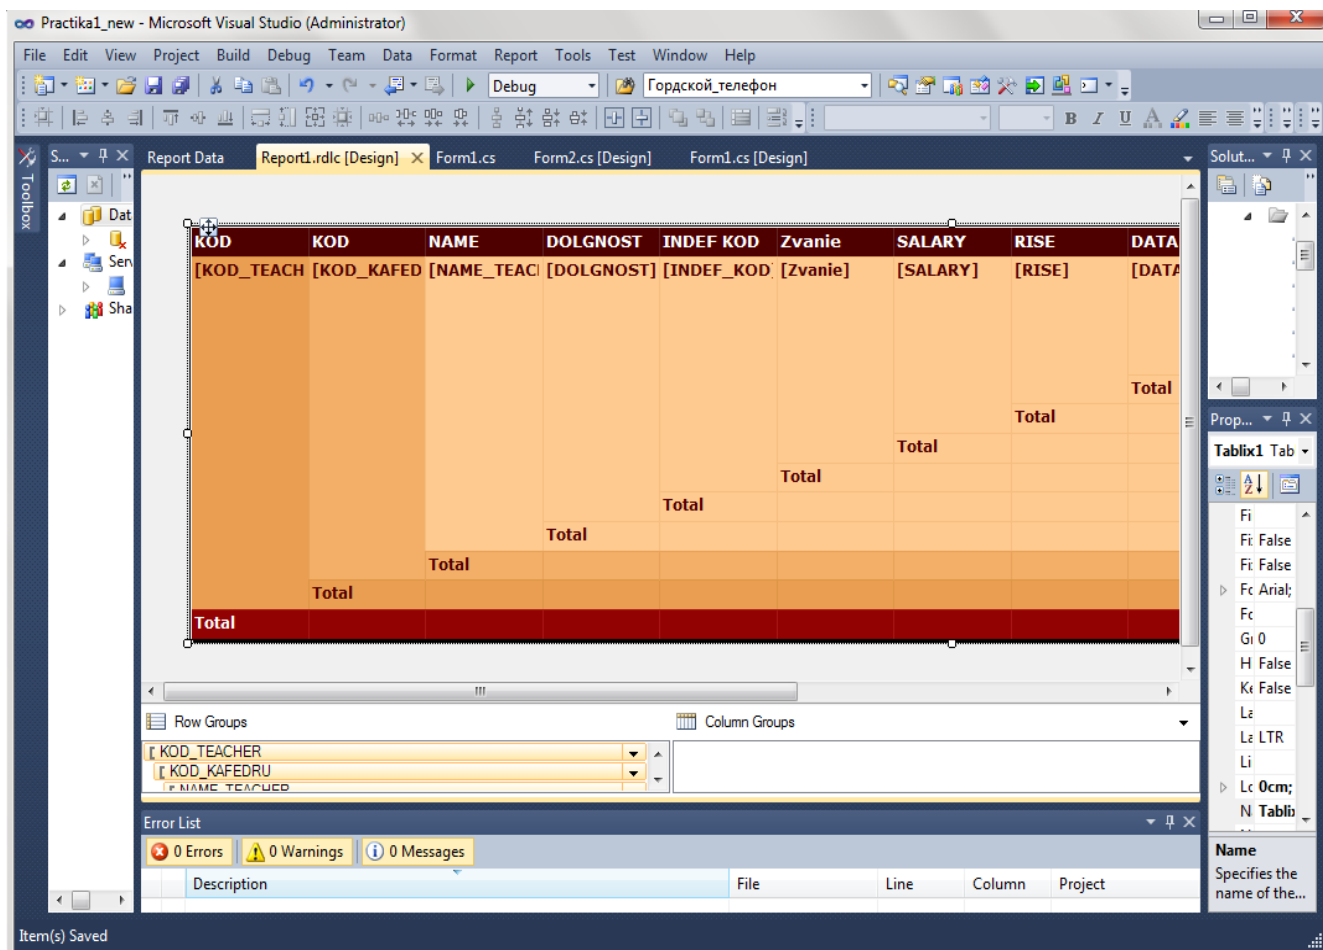 Practika1_new - Microsoft Visual Studio (Administrator)
File Edit View Project Build Debug Team Data Format Report Tools Test Window Help
Debug Гордской_телефон
B I U A
Toolbox
S...
Report Data Report1.rdlc [Design] Form1.cs Form2.cs [Design] Form1.cs [Design]
Solut...
Dat
Serv
Sha
KOD KOD NAME DOLGNOST INDEF KOD Zvanie SALARY RISE DATA
[KOD_TEACH [KOD_KAFED [NAME_TEACI [DOLGNOST] [INDEF_KOD [Zvanie] [SALARY] [RISE] [DATA
Total
Total
Total
Total
Total
Total
Total
Total
Total
Row Groups Column Groups
KOD_TEACHER
KOD_KAFEDRU
NAME_TEACHER
Prop...
Tablix1 Tab
Fi
Fi: False
Fi: False
Fc Arial;
Fc
Gi 0
H False
Ke False
La
La LTR
Li
Lc 0cm;
N Tablix
Name
Specifies the
name of the...
Error List
0 Errors 0 Warnings 0 Messages
Description File Line Column Project
Item(s) Saved